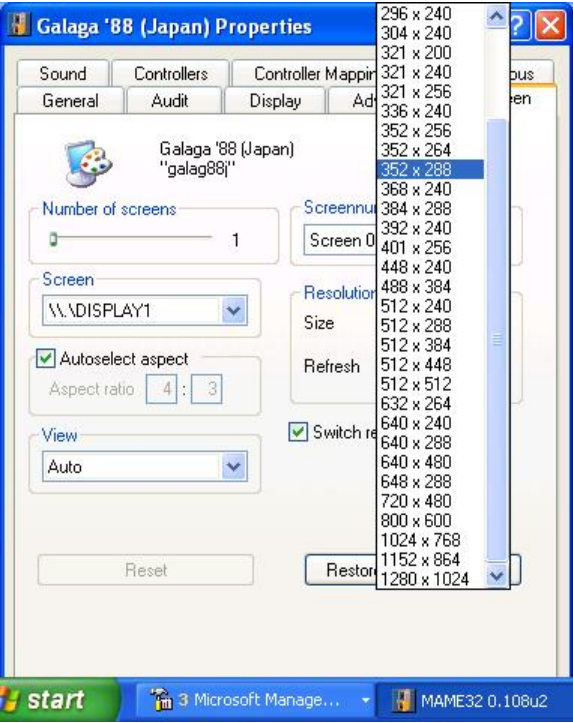 Galaga '88 (Japan) Properties
Sound Controllers Controller Mappin
General Audit Display
Galaga '88 (Japan)
"galag88j"
Number of screens
1
Screennu
Screen 0
Screen
\\.\DISPLAY1
Resolution
Size
Refresh
Autoselect aspect
Aspect ratio 4 : 3
Switch re
View
Auto
Reset
Restor
296 x 240
304 x 240
321 x 200
321 x 240
321 x 256
336 x 240
352 x 256
352 x 264
352 x 288
368 x 240
384 x 288
392 x 240
401 x 256
448 x 240
488 x 384
512 x 240
512 x 288
512 x 384
512 x 448
512 x 512
632 x 264
640 x 240
640 x 288
640 x 480
648 x 288
720 x 480
800 x 600
1024 x 768
1152 x 864
1280 x 1024
start
3 Microsoft Manage...
MAME32 0.108u2